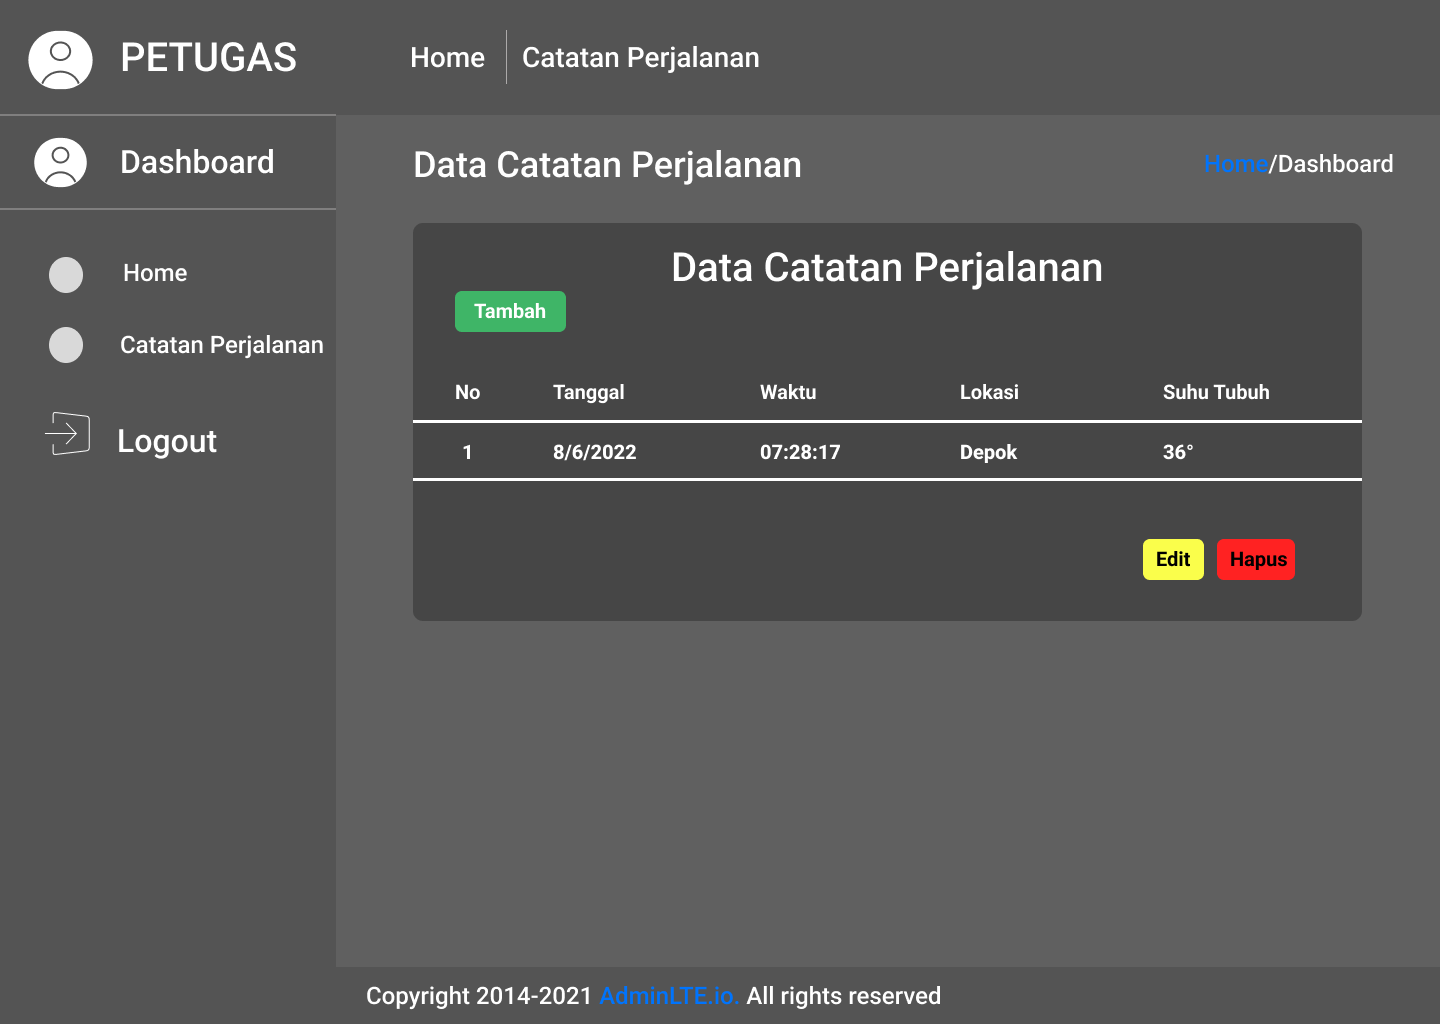 PETUGAS
Home
Catatan Perjalanan
Dashboard
Data Catatan Perjalanan
Home/Dashboard
Home
Catatan Perjalanan
Logout
Data Catatan Perjalanan
Tambah
No Tanggal Waktu Lokasi Suhu Tubuh
1 8/6/2022 07:28:17 Depok 36°
Edit Hapus
Copyright 2014-2021 AdminLTE.io. All rights reserved